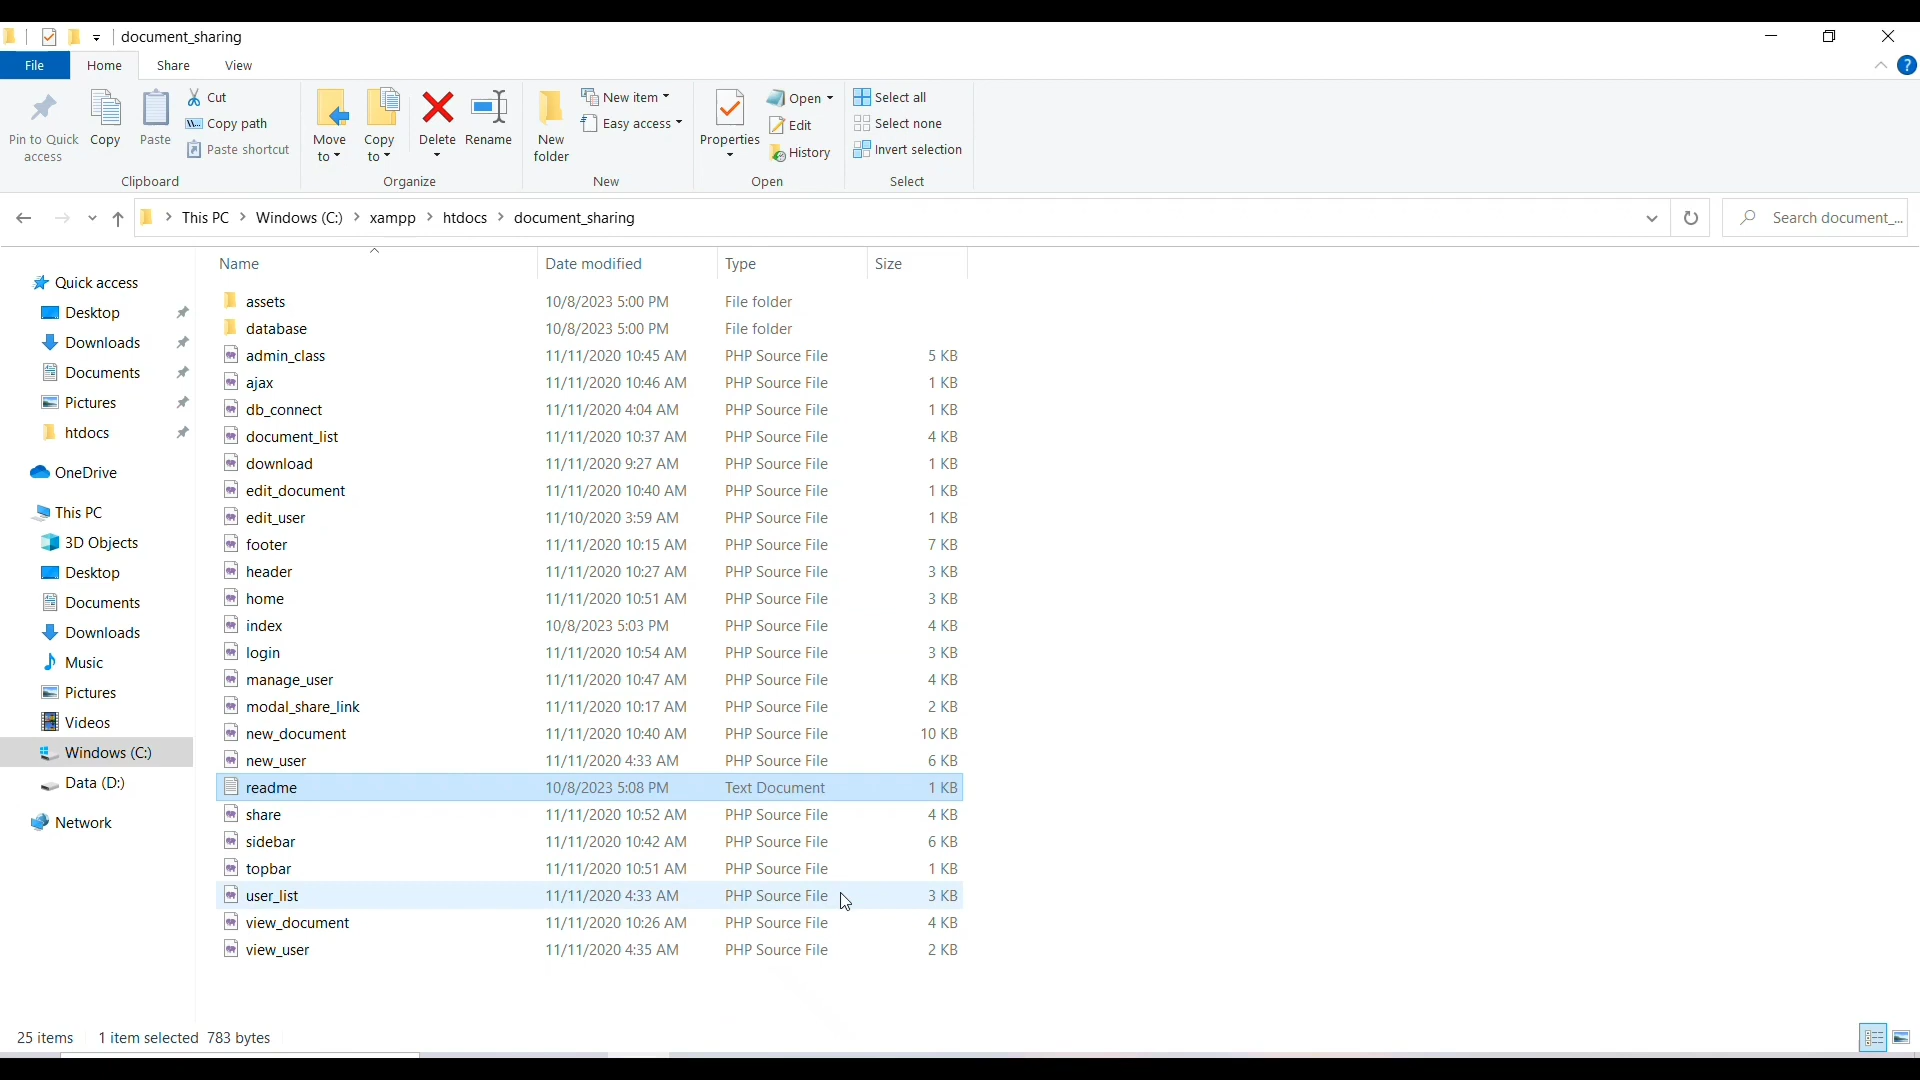 document_sharing
File Home Share View
Pin to Quick access
Copy
Paste
Cut
Copy path
Paste shortcut
Clipboard
Move to
Copy to
Delete
Rename
Organize
New folder
New item
Easy access
New
Properties
Open
Edit
History
Open
Select all
Select none
Invert selection
Select
This PC > Windows (C:) > xampp > htdocs > document_sharing
Search document_...
Quick access
Desktop
Downloads
Documents
Pictures
htdocs
OneDrive
This PC
3D Objects
Desktop
Documents
Downloads
Music
Pictures
Videos
Windows (C:)
Data (D:)
Network
Name Date modified Type Size
assets 10/8/2023 5:00 PM File folder
database 10/8/2023 5:00 PM File folder
admin_class 11/11/2020 10:45 AM PHP Source File 5 KB
ajax 11/11/2020 10:46 AM PHP Source File 1 KB
db_connect 11/11/2020 4:04 AM PHP Source File 1 KB
document_list 11/11/2020 10:37 AM PHP Source File 4 KB
download 11/11/2020 9:27 AM PHP Source File 1 KB
edit_document 11/11/2020 10:40 AM PHP Source File 1 KB
edit_user 11/10/2020 3:59 AM PHP Source File 1 KB
footer 11/11/2020 10:15 AM PHP Source File 7 KB
header 11/11/2020 10:27 AM PHP Source File 3 KB
home 11/11/2020 10:51 AM PHP Source File 3 KB
index 10/8/2023 5:03 PM PHP Source File 4 KB
login 11/11/2020 10:54 AM PHP Source File 3 KB
manage_user 11/11/2020 10:47 AM PHP Source File 4 KB
modal_share_link 11/11/2020 10:17 AM PHP Source File 2 KB
new_document 11/11/2020 10:40 AM PHP Source File 10 KB
new_user 11/11/2020 4:33 AM PHP Source File 6 KB
readme 10/8/2023 5:08 PM Text Document 1 KB
share 11/11/2020 10:52 AM PHP Source File 4 KB
sidebar 11/11/2020 10:42 AM PHP Source File 6 KB
topbar 11/11/2020 10:51 AM PHP Source File 1 KB
user_list 11/11/2020 4:33 AM PHP Source File 3 KB
view_document 11/11/2020 10:26 AM PHP Source File 4 KB
view_user 11/11/2020 4:35 AM PHP Source File 2 KB
25 items 1 item selected 783 bytes